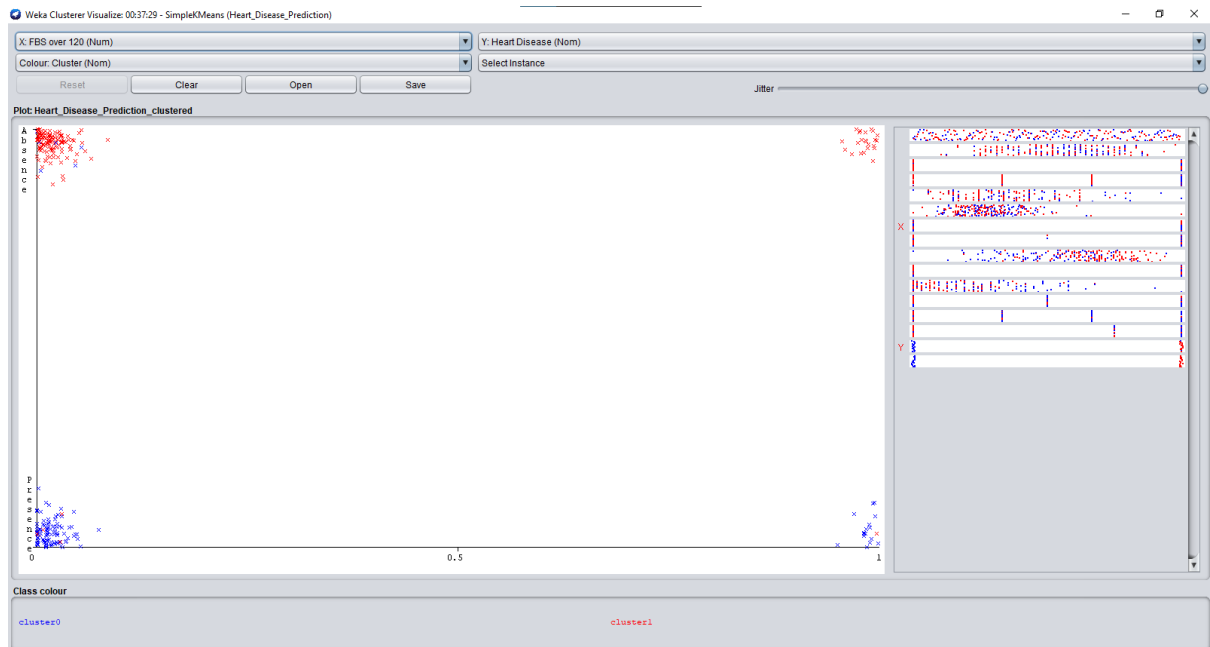 Weka Clusterer Visualize: 00:37:29 - SimpleKMeans (Heart_Disease_Prediction)
X: FBS over 120 (Num)
Y: Heart Disease (Nom)
Colour: Cluster (Nom)
Select Instance
Reset
Clear
Open
Save
Jitter
Plot: Heart_Disease_Prediction_clustered
Absence
Presence
0
0.5
1
X
Y
Class colour
cluster0
cluster1